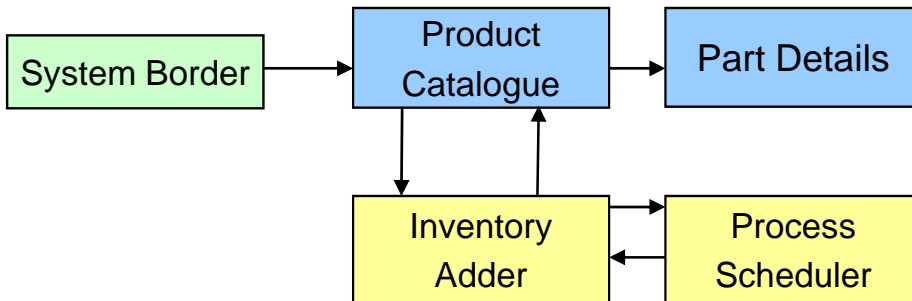 System Border
Product
Catalogue
Part Details
Inventory
Adder
Process
Scheduler